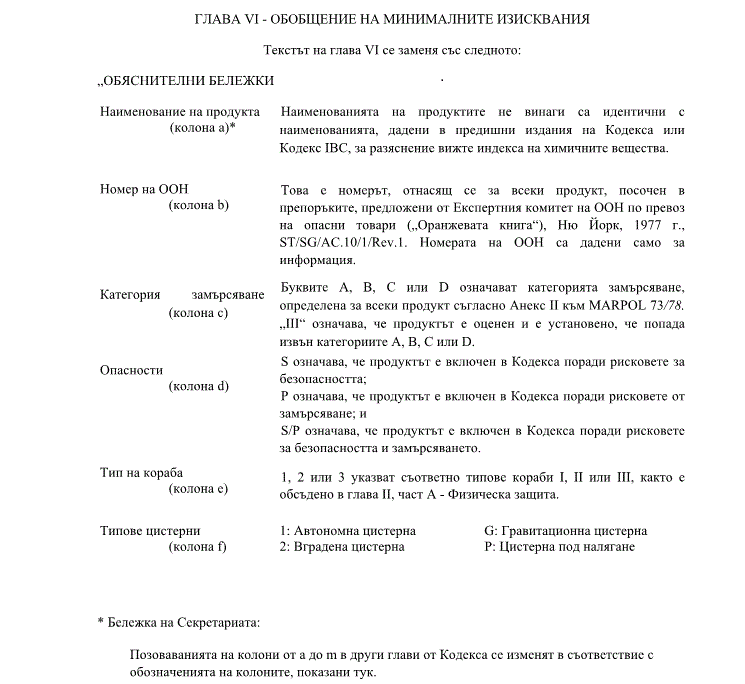 ГЛАВА VI - ОБОБЩЕНИЕ НА МИНИМАЛНИТЕ ИЗИСКВАНИЯ
Текстът на глава VI се заменя със следното:
„ОБЯСНИТЕЛНИ БЕЛЕЖКИ
Наименование на продукта
(колона a)*
Наименованията на продуктите не винаги са идентични с
наименованията, дадени в предишни издания на Кодекса или
Кодекс IBC, за разяснение вижте индекса на химичните вещества.
Номер на ООН
(колона b)
Това е номерът, отнасящ се за всеки продукт, посочен в
препоръките, предложени от Експертния комитет на ООН по превоз
на опасни товари („Оранжевата книга“), Ню Йорк, 1977 г.,
ST/SG/AC.10/1/Rev.1. Номерата на ООН са дадени само за
информация.
Категория замърсяване
(колона c)
Буквите A, B, C или D означават категорията замърсяване,
определена за всеки продукт съгласно Анекс II към MARPOL 73/78.
„III“ означава, че продуктът е оценен и е установено, че попада
извън категориите A, B, C или D.
Опасности
(колона d)
S означава, че продуктът е включен в Кодекса поради рисковете за
безопасността;
P означава, че продуктът е включен в Кодекса поради рисковете от
замърсяване; и
S/P означава, че продуктът е включен в Кодекса поради рисковете
за безопасността и замърсяването.
Тип на кораба
(колона e)
1, 2 или 3 указват съответно типове кораби I, II или III, както е
обсъдено в глава II, част A - Физическа защита.
Типове цистерни
(колона f)
1: Автономна цистерна G: Гравитационна цистерна
2: Вградена цистерна P: Цистерна под налягане
* Бележка на Секретариата:
Позоваванията на колони от a до m в други глави от Кодекса се изменят в съответствие с
обозначенията на колоните, показани тук.